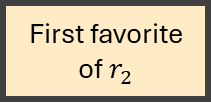 First favorite
of r₂